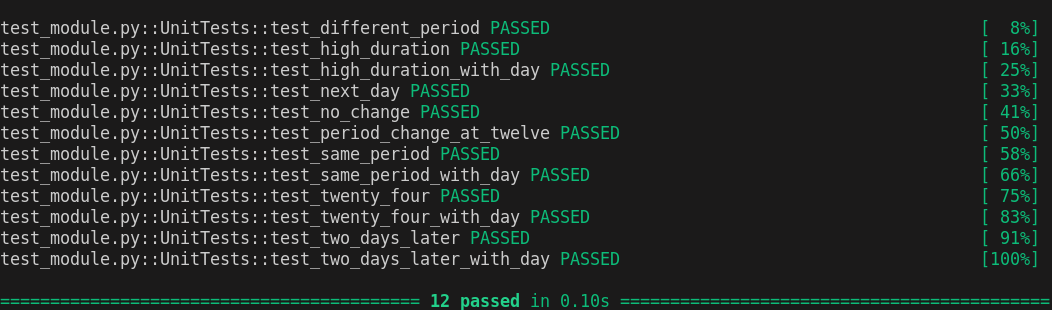 test_module.py::UnitTests::test_different_period PASSED [  8%]
test_module.py::UnitTests::test_high_duration PASSED [ 16%]
test_module.py::UnitTests::test_high_duration_with_day PASSED [ 25%]
test_module.py::UnitTests::test_next_day PASSED [ 33%]
test_module.py::UnitTests::test_no_change PASSED [ 41%]
test_module.py::UnitTests::test_period_change_at_twelve PASSED [ 50%]
test_module.py::UnitTests::test_same_period PASSED [ 58%]
test_module.py::UnitTests::test_same_period_with_day PASSED [ 66%]
test_module.py::UnitTests::test_twenty_four PASSED [ 75%]
test_module.py::UnitTests::test_twenty_four_with_day PASSED [ 83%]
test_module.py::UnitTests::test_two_days_later PASSED [ 91%]
test_module.py::UnitTests::test_two_days_later_with_day PASSED [100%]
========================================== 12 passed in 0.10s ===========================================